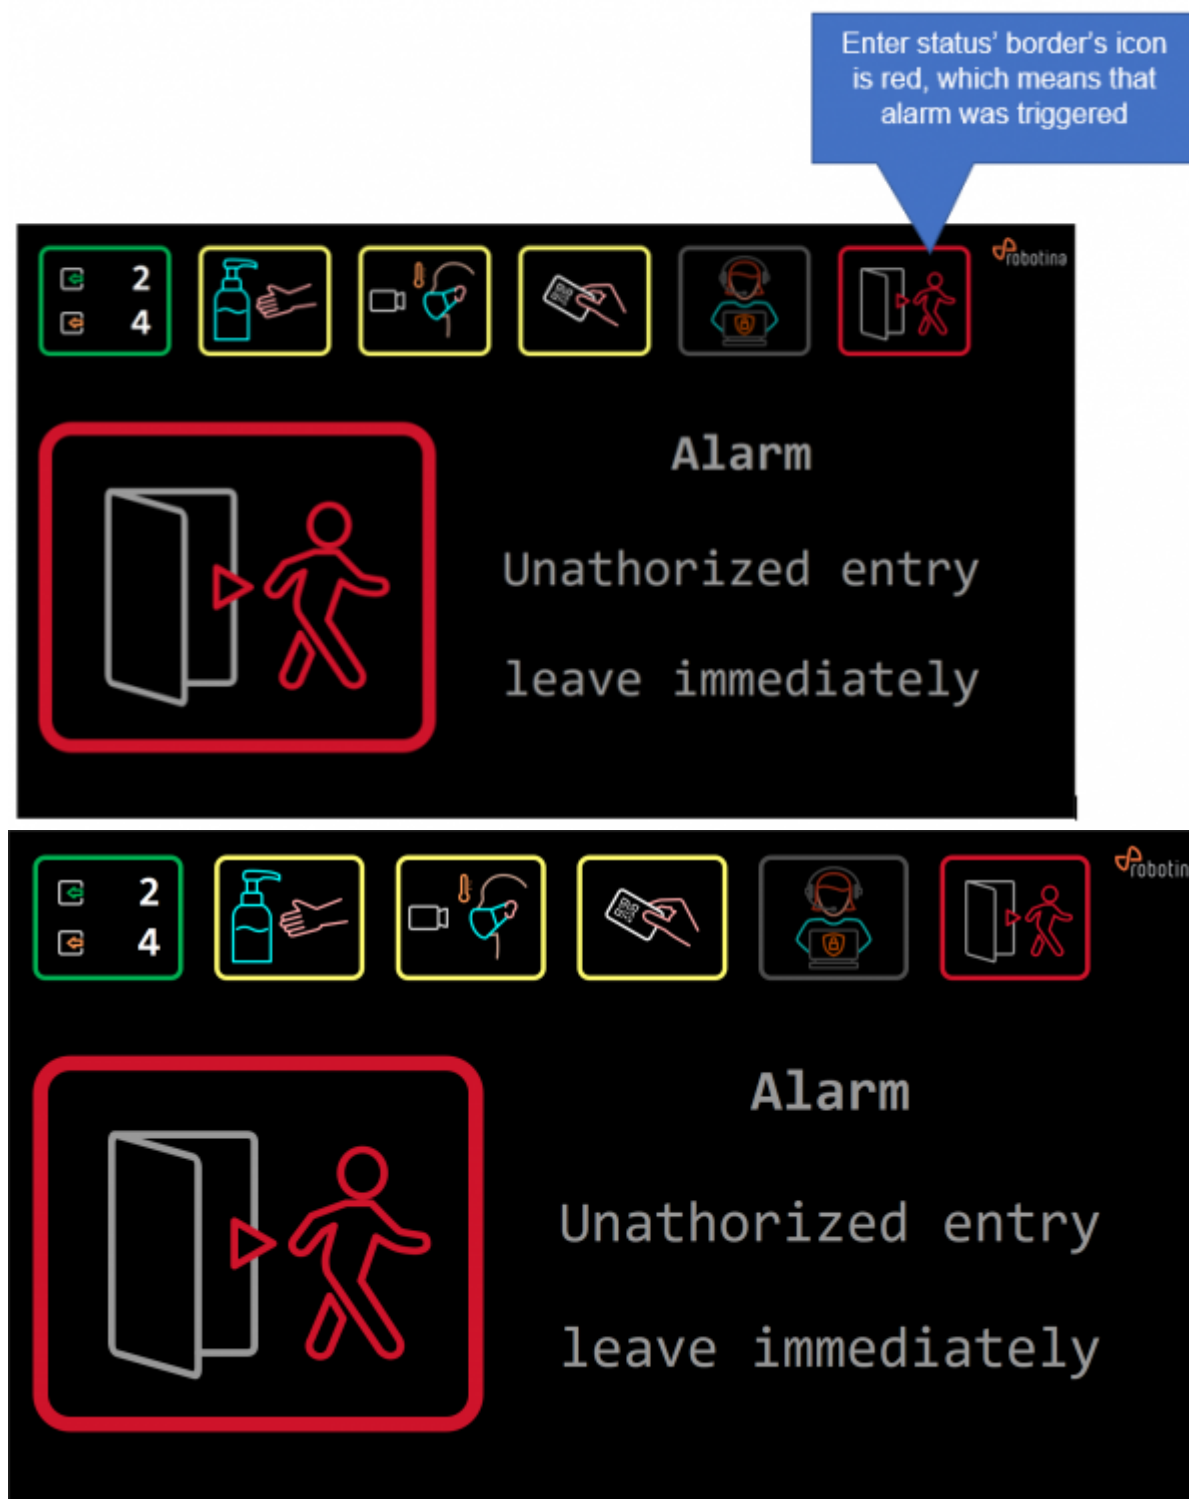 Enter status' border's icon
is red, which means that
alarm was triggered
2
4
robotina
Alarm
Unathorized entry
leave immediately
2
4
robotin
Alarm
Unathorized entry
leave immediately